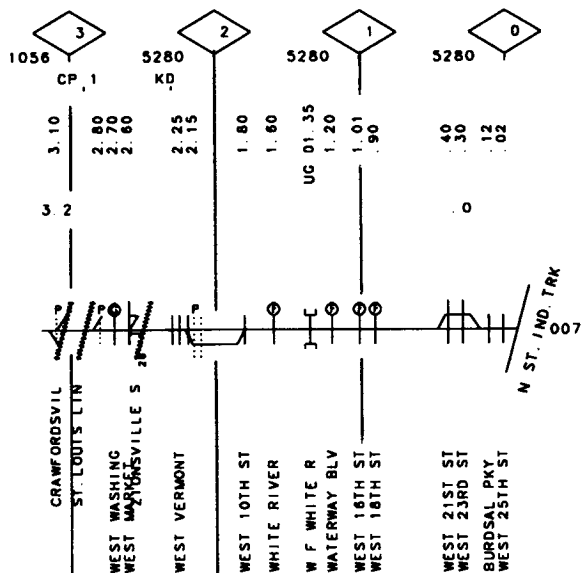 3
2
1
0
1056
5280
5280
5280
CP 1
KD
3.10
2.80
2.70
2.60
2.25
2.15
1.80
1.60
UG 01.35
1.20
1.01
.90
.40
.30
.12
.02
3.2
.0
P
P
P
007
N ST. IND. TRK
CRAWFORDSVIL
ST. LOUIS LIN
WEST WASHING
WEST MARKET
ZIONSVILLE S
WEST VERMONT
WEST 10TH ST
WHITE RIVER
W F WHITE R
WATERWAY BLV
WEST 16TH ST
WEST 18TH ST
WEST 21ST ST
WEST 23RD ST
BURDSAL PKY
WEST 25TH ST